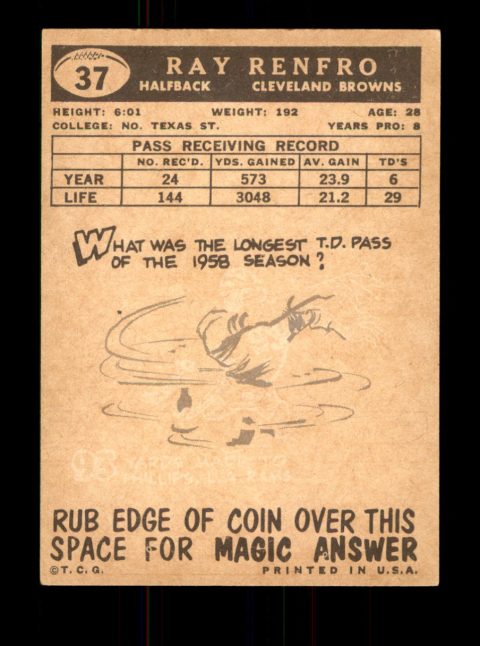 37
RAY RENFRO
HALFBACK CLEVELAND BROWNS
HEIGHT: 6:01 WEIGHT: 192 AGE: 28
COLLEGE: NO. TEXAS ST. YEARS PRO: 8
PASS RECEIVING RECORD
NO. REC'D. YDS. GAINED AV. GAIN TD'S
YEAR 24 573 23.9 6
LIFE 144 3048 21.2 29
WHAT WAS THE LONGEST T.D. PASS
OF THE 1958 SEASON?
RUB EDGE OF COIN OVER THIS
SPACE FOR MAGIC ANSWER
©T.C.G. PRINTED IN U.S.A.